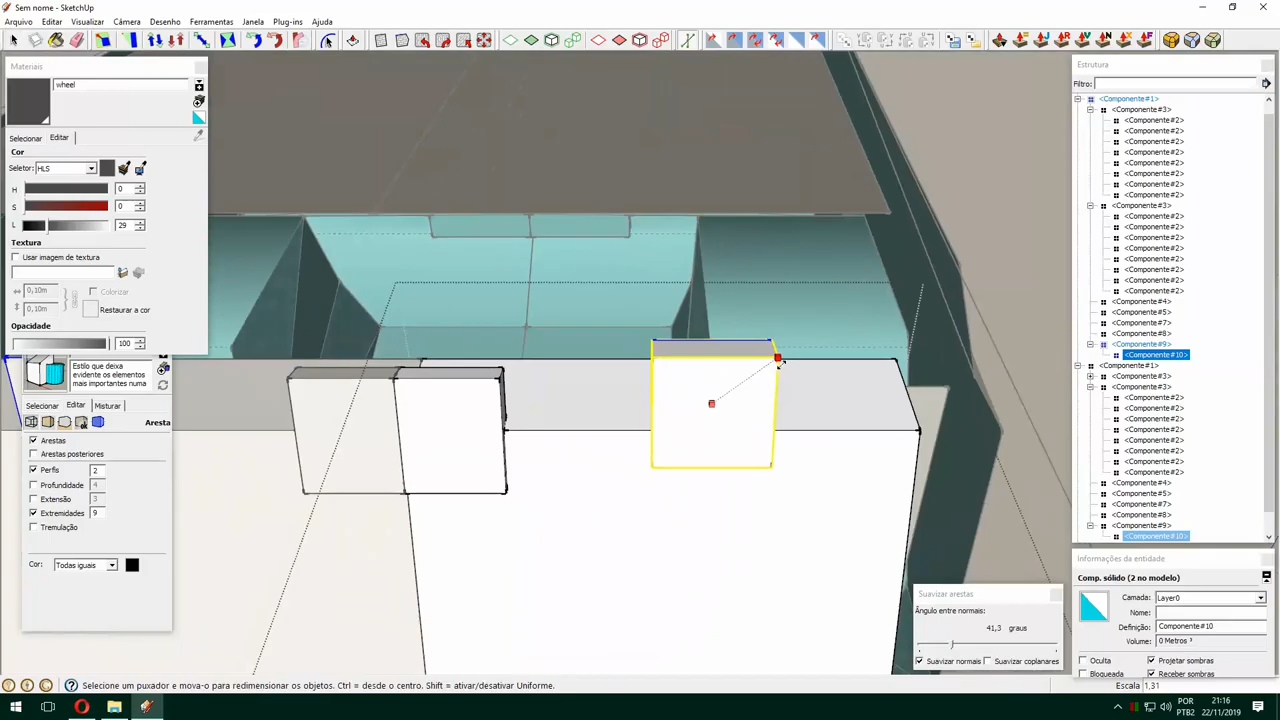 Sem nome - SketchUp
Arquivo Editar Visualizar Câmera Desenho Ferramentas Janela Plug-ins Ajuda
Materiais
wheel
Selecionar Editar
Cor
Seletor: HLS
H 0
S 0
L 29
Textura
Usar imagem de textura
0,10m
0,10m
Colorizar
Restaurar a cor
Opacidade
100
Estilo que deixa
evidentes os elementos
mais importantes numa
Selecionar Editar Misturar
Aresta
Arestas
Arestas posteriores
Perfis 2
Profundidade 4
Extensão 3
Extremidades 9
Tremulação
Cor: Todas iguais
Estrutura
Filtro:
<Componente#1>
<Componente#3>
<Componente#2>
<Componente#2>
<Componente#2>
<Componente#2>
<Componente#2>
<Componente#2>
<Componente#2>
<Componente#2>
<Componente#3>
<Componente#2>
<Componente#2>
<Componente#2>
<Componente#2>
<Componente#2>
<Componente#2>
<Componente#2>
<Componente#2>
<Componente#4>
<Componente#5>
<Componente#7>
<Componente#8>
<Componente#9>
<Componente#10>
<Componente#1>
<Componente#3>
<Componente#3>
<Componente#2>
<Componente#2>
<Componente#2>
<Componente#2>
<Componente#2>
<Componente#2>
<Componente#2>
<Componente#2>
<Componente#4>
<Componente#5>
<Componente#7>
<Componente#8>
<Componente#9>
<Componente#10>
Informações da entidade
Comp. sólido (2 no modelo)
Camada: Layer0
Nome:
Definição: Componente#10
Volume: 0 Metros ³
Oculta Projetar sombras
Bloqueada Receber sombras
Suavizar arestas
Ângulo entre normais:
41,3 graus
Suavizar normais Suavizar coplanares
Selecione um puxador e mova-o para redimensionar os objetos. Ctrl = desde o centro. Shift = ativar/desativar Uniforme.
Escala 1,31
POR
PTB2
21:16
22/11/2019